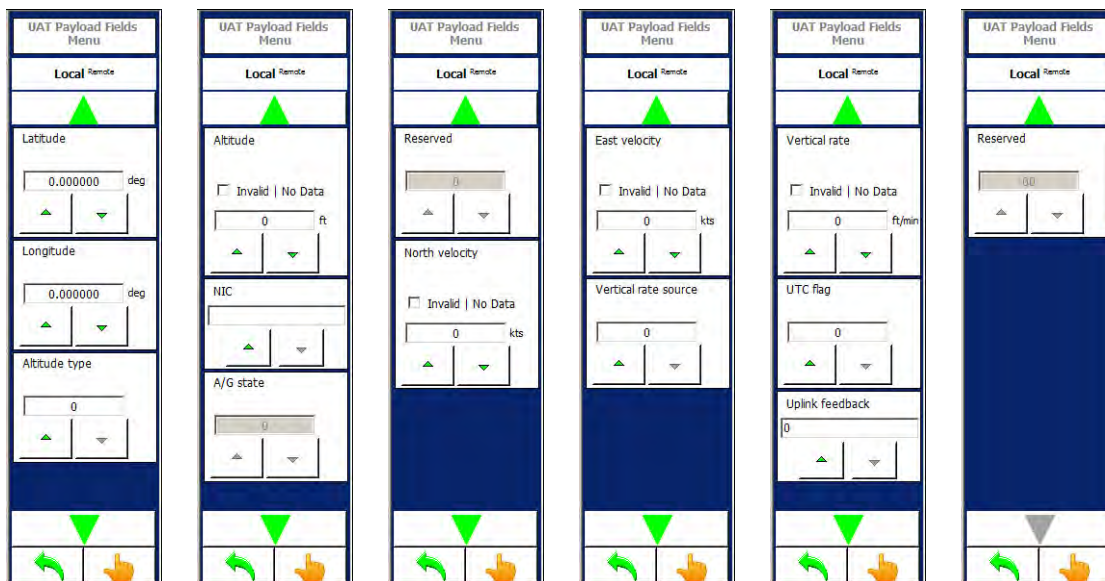 UAT Payload Fields
Menu
Local Remote
Latitude
0.000000 deg
Longitude
0.000000 deg
Altitude type
0
UAT Payload Fields
Menu
Local Remote
Altitude
Invalid | No Data
0 ft
NIC
A/G state
0
UAT Payload Fields
Menu
Local Remote
Reserved
0
North velocity
Invalid | No Data
0 kts
UAT Payload Fields
Menu
Local Remote
East velocity
Invalid | No Data
0 kts
Vertical rate source
0
UAT Payload Fields
Menu
Local Remote
Vertical rate
Invalid | No Data
0 ft/min
UTC flag
0
Uplink feedback
0
UAT Payload Fields
Menu
Local Remote
Reserved